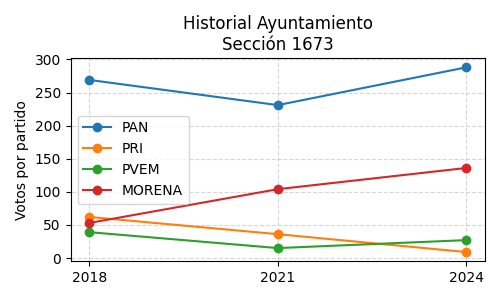 Historial Ayuntamiento
Sección 1673
Votos por partido
300
250
200
150
100
50
0
PAN
PRI
PVEM
MORENA
2018
2021
2024